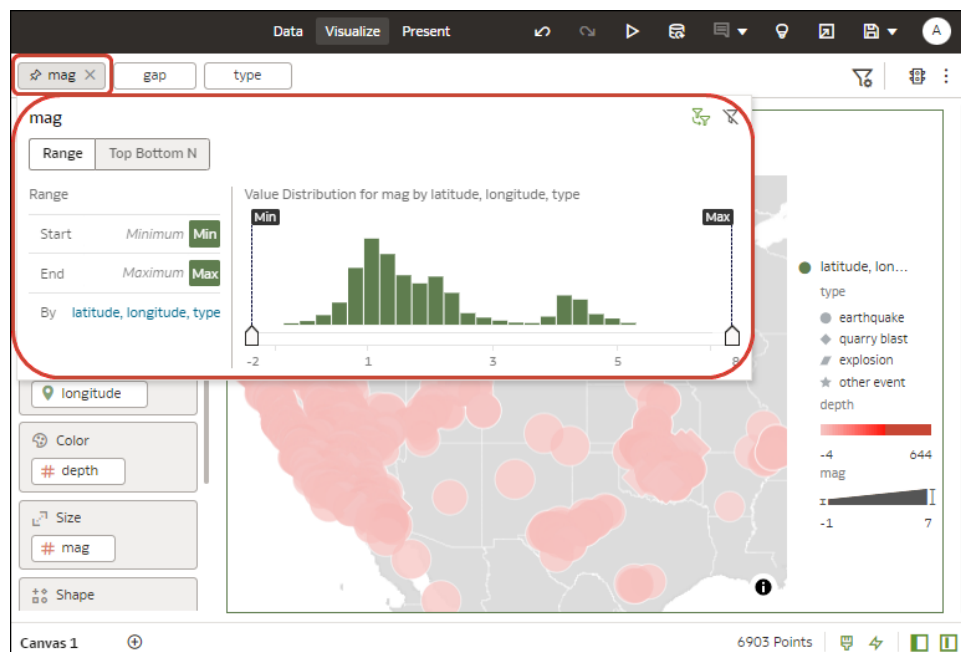 Data Visualize Present A
mag gap type
mag
Range Top Bottom N
Range
Value Distribution for mag by latitude, longitude, type
Min Max
Start Minimum Min
End Maximum Max
By latitude, longitude, type
-2 1 3 5 8
longitude
Color
# depth
Size
# mag
Shape
latitude, lon...
type
earthquake
quarry blast
explosion
other event
depth
-4 644
mag
-1 7
Canvas 1
6903 Points